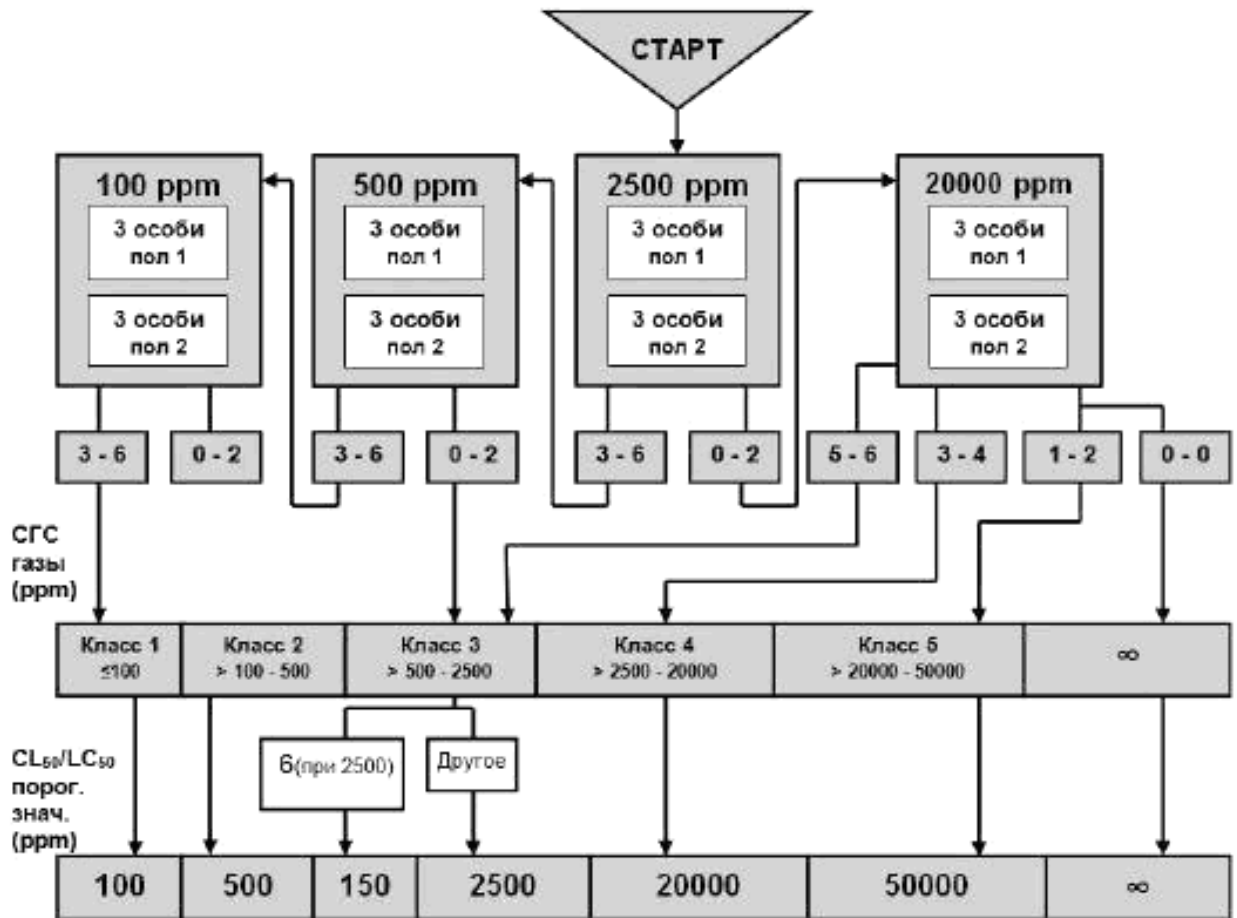 СТАРТ
100 ppm
3 особи
пол 1
3 особи
пол 2
500 ppm
3 особи
пол 1
3 особи
пол 2
2500 ppm
3 особи
пол 1
3 особи
пол 2
20000 ppm
3 особи
пол 1
3 особи
пол 2
3 - 6
0 - 2
3 - 6
0 - 2
3 - 6
0 - 2
5 - 6
3 - 4
1 - 2
0 - 0
СГС
газы
(ppm)
Класс 1
≤100
Класс 2
> 100 - 500
Класс 3
> 500 - 2500
Класс 4
> 2500 - 20000
Класс 5
> 20000 - 50000
∞
6(при 2500)
Другое
CL₅₀/LC₅₀
порог.
знач.
(ppm)
100
500
150
2500
20000
50000
∞